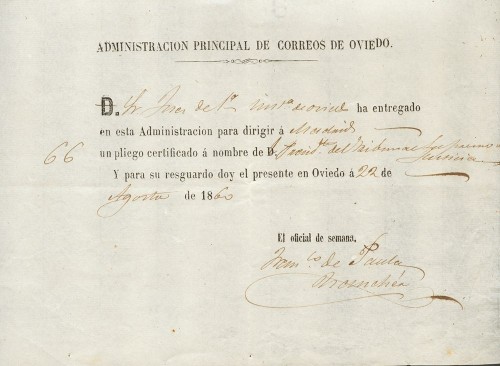 ADMINISTRACION PRINCIPAL DE CORREOS DE OVIEDO.
D. Sr Juez de 1ª instª de oviedo ha entregado
en esta Administracion para dirigir á Madrid
66 un pliego certificado á nombre de D. Secretº del Tribunal Supremo de Justicia
Y para su resguardo doy el presente en Oviedo á 22 de
Agosto de 1860
El oficial de semana,
Francº de Paula